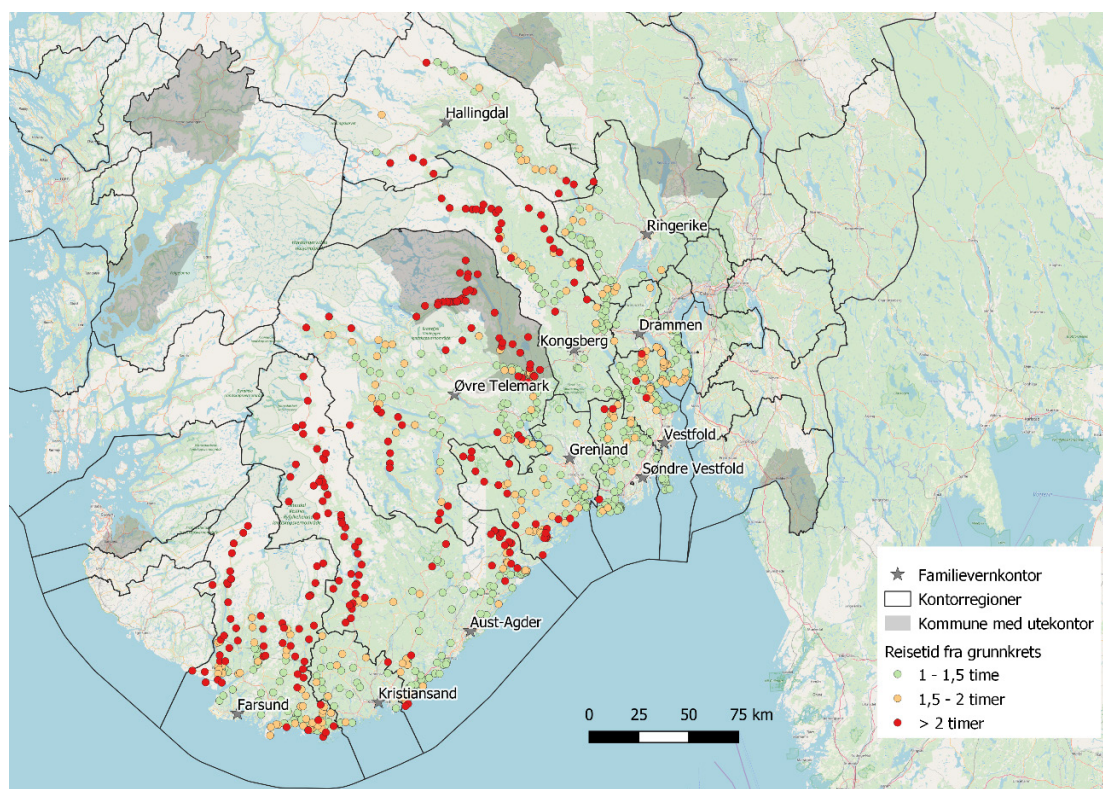 Hallingdal
Ringerike
Drammen
Kongsberg
Øvre Telemark
Vestfold
Grenland
Søndre Vestfold
Aust-Agder
Kristiansand
Farsund
0 25 50 75 km
Familievernkontor
Kontorregioner
Kommune med utekontor
Reisetid fra grunnkrets
1 - 1,5 time
1,5 - 2 timer
> 2 timer